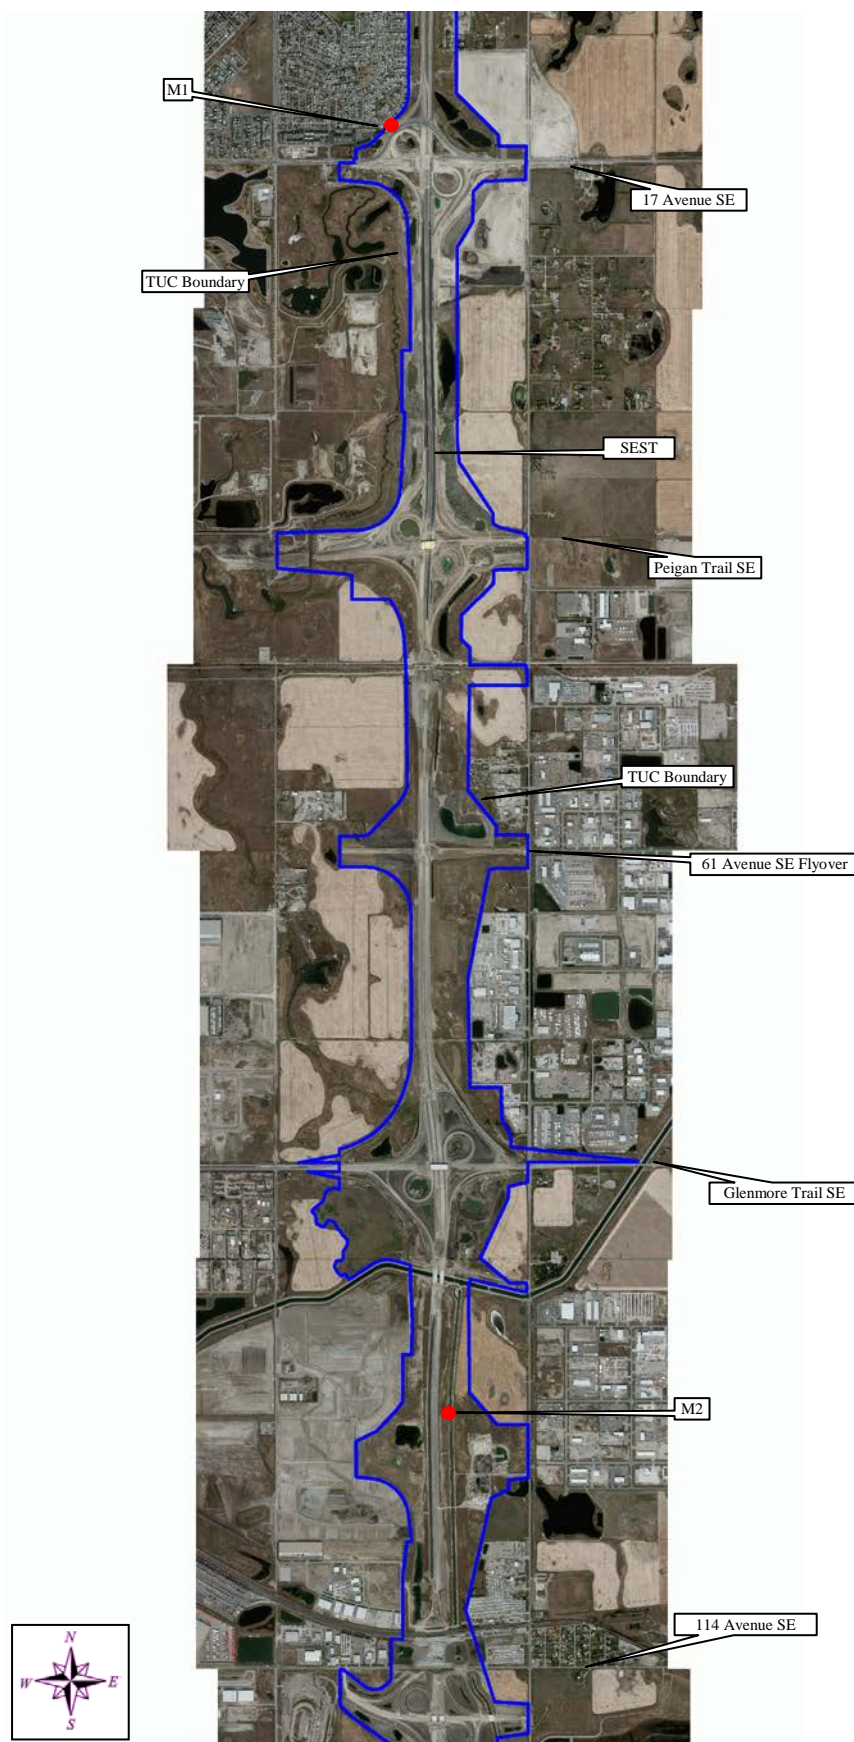 M1
17 Avenue SE
TUC Boundary
SEST
Peigan Trail SE
TUC Boundary
61 Avenue SE Flyover
Glenmore Trail SE
M2
114 Avenue SE
N
W
E
S